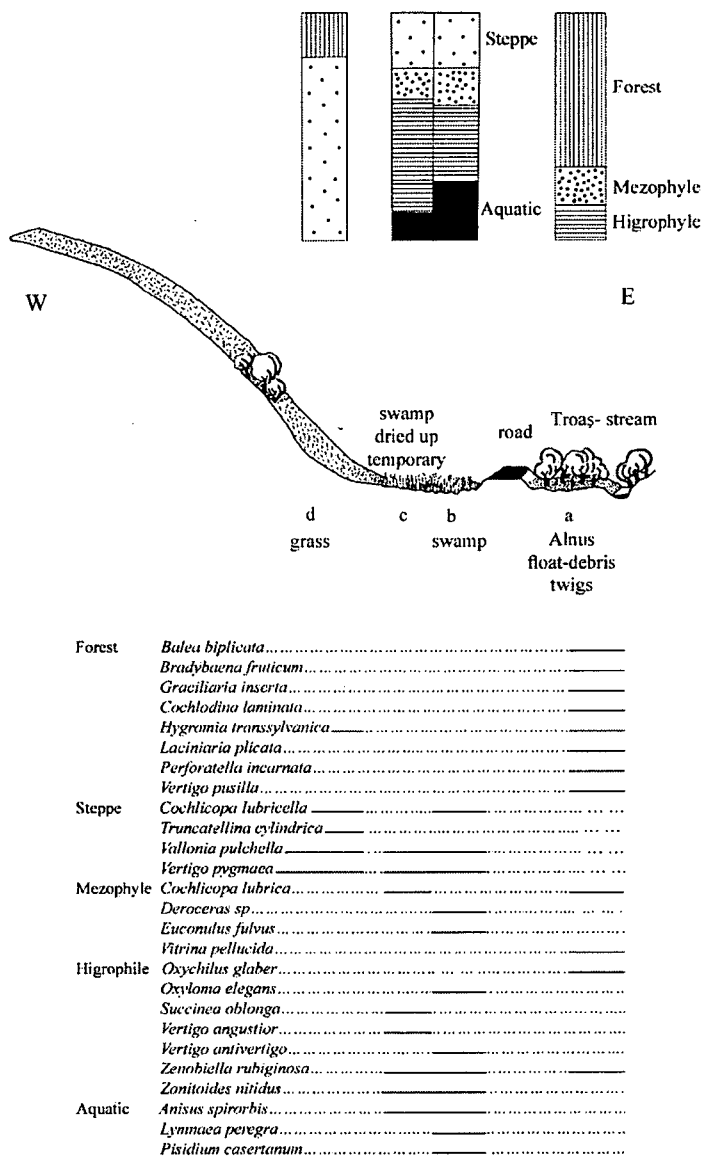 Steppe
Forest
Mezophyle
Aquatic
Higrophyle
W
E
swamp
dried up
temporary
road
Troaş- stream
d
c
b
a
grass
swamp
Alnus
float-debris
twigs
Forest Balea biplicata
Bradybaena fruticum
Graciliaria inserta
Cochlodina laminata
Hygromia transsylvanica
Laciniaria plicata
Perforatella incarnata
Vertigo pusilla
Steppe Cochlicopa lubricella
Truncatellina cylindrica
Vallonia pulchella
Vertigo pygmaea
Mezophyle Cochlicopa lubrica
Deroceras sp
Euconulus fulvus
Vitrina pellucida
Higrophile Oxychilus glaber
Oxyloma elegans
Succinea oblonga
Vertigo angustior
Vertigo antivertigo
Zenobiella rubiginosa
Zonitoides nitidus
Aquatic Anisus spirorbis
Lymnaea peregra
Pisidium casertanum